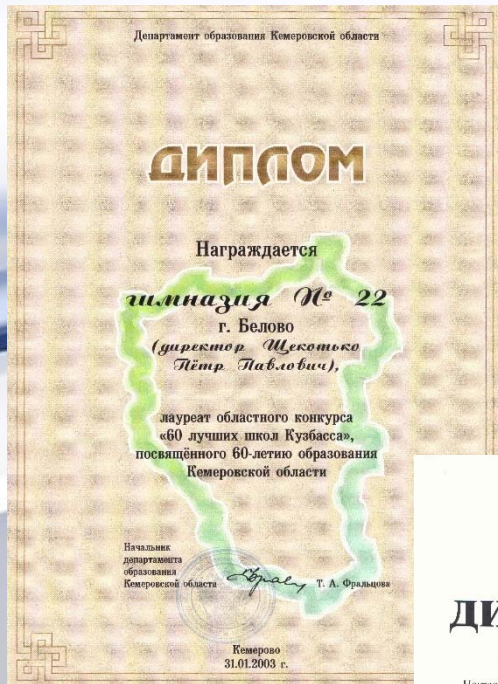 Департамент образования Кемеровской области
ДИПЛОМ
Награждается
гимназия № 22
г. Белово
(директор Щекотько
Пётр Павлович),
лауреат областного конкурса
«60 лучших школ Кузбасса»,
посвящённого 60-летию образования
Кемеровской области
Начальник
департамента
образования
Кемеровской области
Т. А. Фральцова
Кемерово
31.01.2003 г.
ДИ